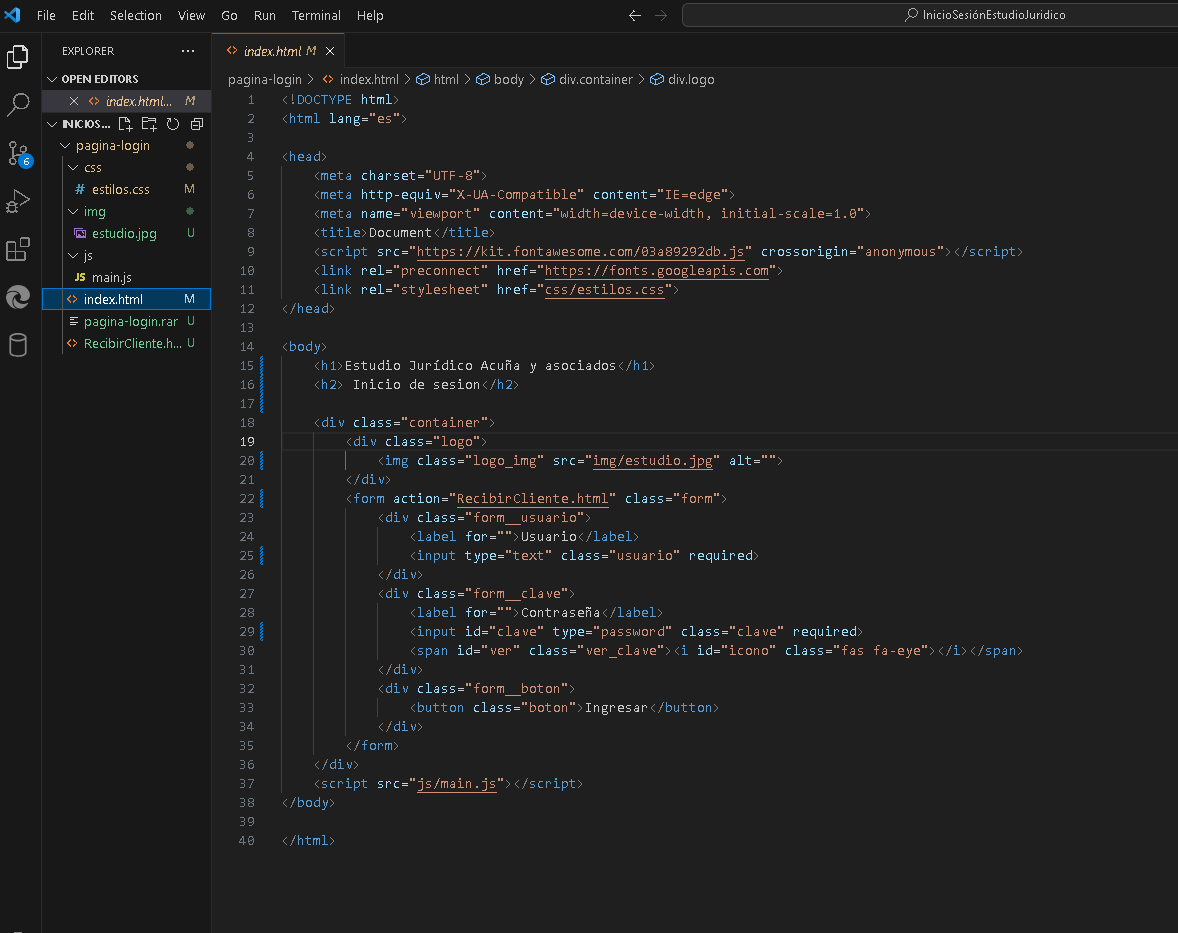 File Edit Selection View Go Run Terminal Help
InicioSesiónEstudioJuridico
EXPLORER
OPEN EDITORS
index.html... M
INICIOS...
pagina-login
css
estilos.css M
img
estudio.jpg U
js
JS main.js
index.html M
pagina-login.rar U
RecibirCliente.h... U
6
index.html M
pagina-login > index.html > html > body > div.container > div.logo
1 <!DOCTYPE html>
2 <html lang="es">
3
4 <head>
5 <meta charset="UTF-8">
6 <meta http-equiv="X-UA-Compatible" content="IE=edge">
7 <meta name="viewport" content="width=device-width, initial-scale=1.0">
8 <title>Document</title>
9 <script src="https://kit.fontawesome.com/03a89292db.js" crossorigin="anonymous"></script>
10 <link rel="preconnect" href="https://fonts.googleapis.com">
11 <link rel="stylesheet" href="css/estilos.css">
12 </head>
13
14 <body>
15 <h1>Estudio Jurídico Acuña y asociados</h1>
16 <h2> Inicio de sesion</h2>
17
18 <div class="container">
19 <div class="logo">
20 <img class="logo_img" src="img/estudio.jpg" alt="">
21 </div>
22 <form action="RecibirCliente.html" class="form">
23 <div class="form__usuario">
24 <label for="">Usuario</label>
25 <input type="text" class="usuario" required>
26 </div>
27 <div class="form__clave">
28 <label for="">Contraseña</label>
29 <input id="clave" type="password" class="clave" required>
30 <span id="ver" class="ver_clave"><i id="icono" class="fas fa-eye"></i></span>
31 </div>
32 <div class="form__boton">
33 <button class="boton">Ingresar</button>
34 </div>
35 </form>
36 </div>
37 <script src="js/main.js"></script>
38 </body>
39
40 </html>